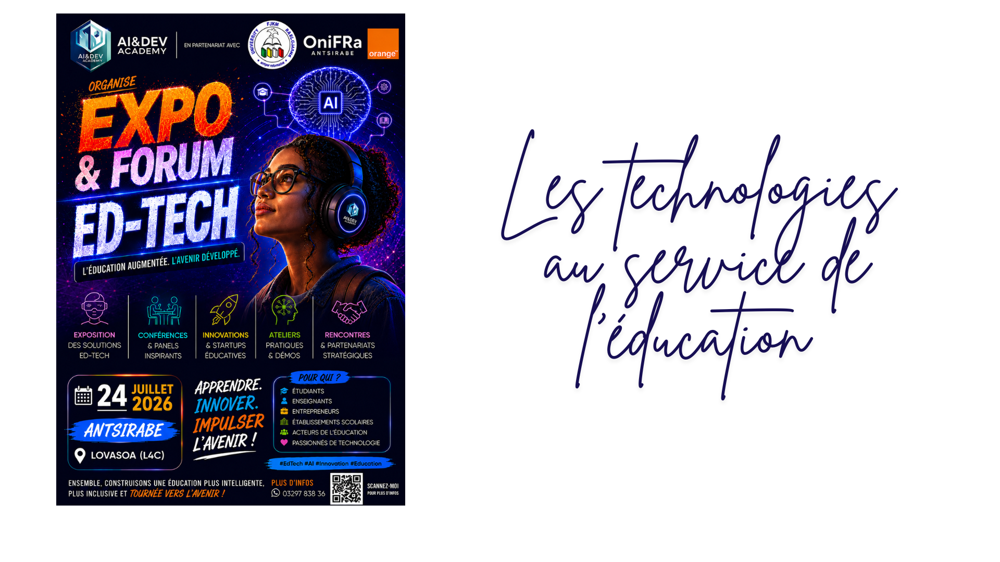 AI&DEV
ACADEMY
AI&DEV
ACADEMY
EN PARTENARIAT AVEC
FJKM
UNIVERSITY
OniFRa
ANTSIRABE
orange™
ORGANISE
EXPO
& FORUM
ED-TECH
L'ÉDUCATION AUGMENTÉE. L'AVENIR DÉVELOPPÉ.
AI
AI&DEV
ACADEMY
EXPOSITION
DES SOLUTIONS
ED-TECH
CONFÉRENCES
& PANELS
INSPIRANTS
INNOVATIONS
& STARTUPS
ÉDUCATIVES
ATELIERS
PRATIQUES
& DÉMOS
RENCONTRES
& PARTENARIATS
STRATÉGIQUES
24 JUILLET
2026
ANTSIRABE
LOVASOA (L4C)
APPRENDRE.
INNOVER.
IMPULSER
L'AVENIR !
POUR QUI ?
ÉTUDIANTS
ENSEIGNANTS
ENTREPRENEURS
ÉTABLISSEMENTS SCOLAIRES
ACTEURS DE L'ÉDUCATION
PASSIONNÉS DE TECHNOLOGIE
#EdTech #AI #Innovation #Education
ENSEMBLE, CONSTRUISONS UNE ÉDUCATION PLUS INTELLIGENTE,
PLUS INCLUSIVE ET TOURNÉE VERS L'AVENIR !
PLUS D'INFOS
03297 838 36
SCANNEZ-MOI
POUR PLUS D'INFOS
Les technologies
au service de
l'éducation